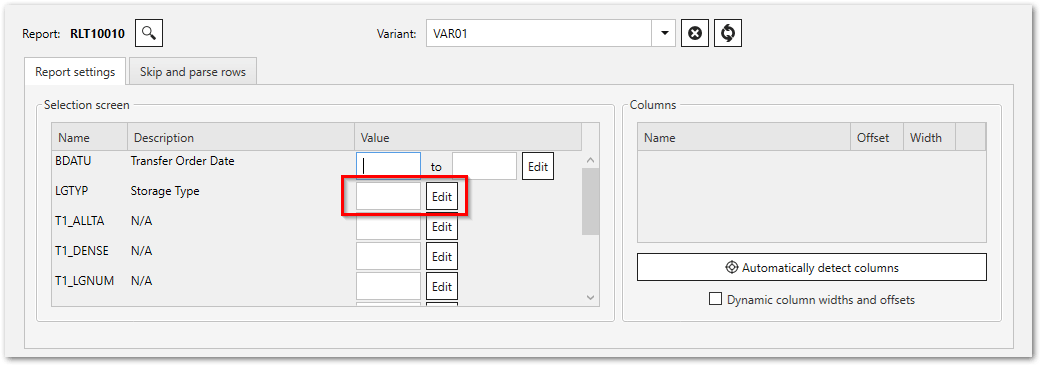 Report: RLT10010 Variant: VAR01
Report settings Skip and parse rows
Selection screen
Name Description Value
BDATU Transfer Order Date to Edit
LGTYP Storage Type Edit
T1_ALLTA N/A Edit
T1_DENSE N/A Edit
T1_LGNUM N/A Edit
Columns
Name Offset Width
Automatically detect columns
Dynamic column widths and offsets